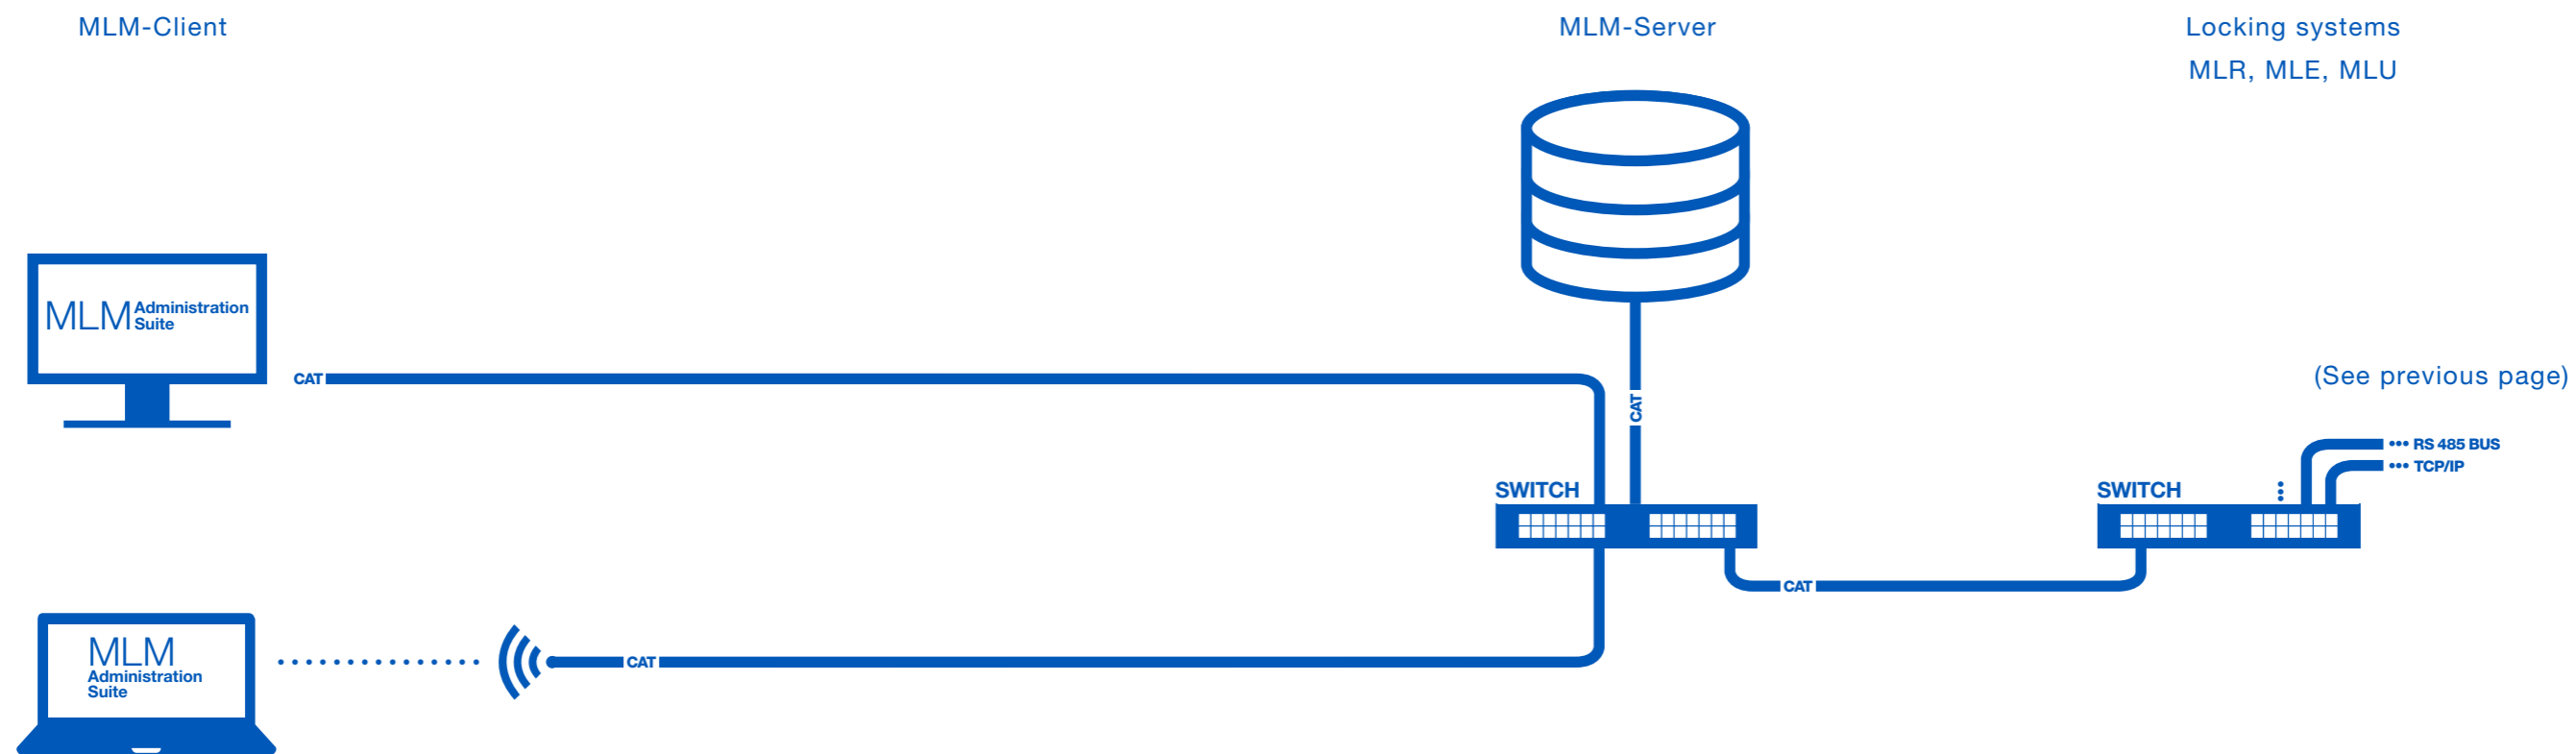 MLM-Client
MLM-Server
Locking systems
MLR, MLE, MLU
MLM Administration
Suite
CAT
CAT
(See previous page)
••• RS 485 BUS
••• TCP/IP
SWITCH
SWITCH
CAT
MLM
Administration
Suite
CAT